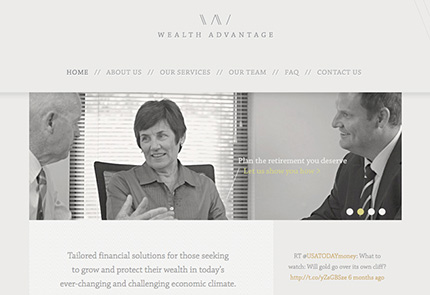 WEALTH ADVANTAGE
HOME // ABOUT US // OUR SERVICES // OUR TEAM // FAQ // CONTACT US
Plan the retirement you deserve
Let us show you how >
Tailored financial solutions for those seeking
to grow and protect their wealth in today's
ever-changing and challenging economic climate.
RT #USATODAYmoney: What to
watch: Will gold go over its own cliff?
6 months ago